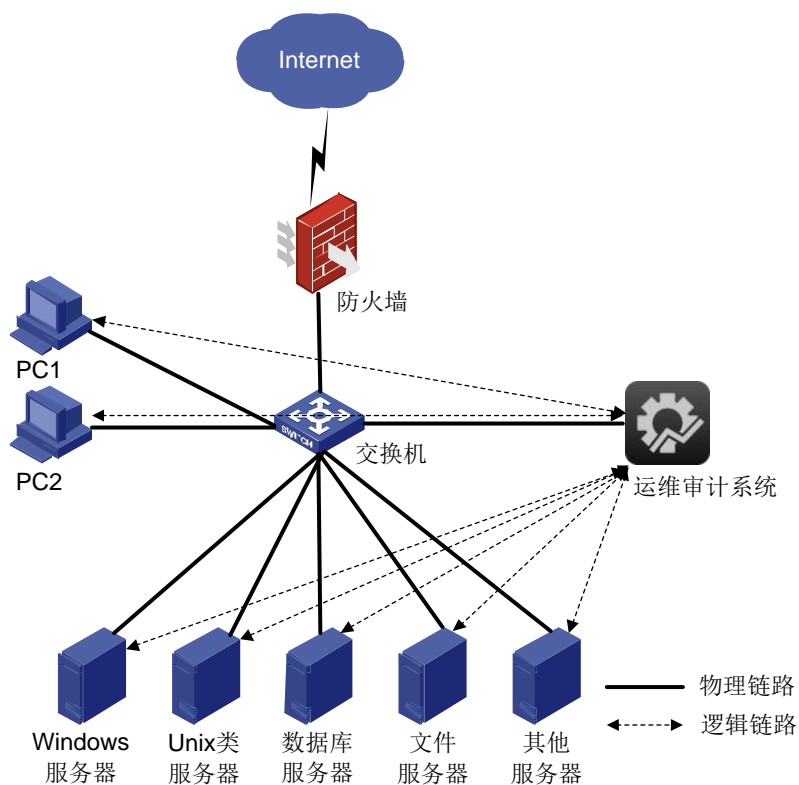 Internet
防火墙
PC1
SWITCH
交换机
PC2
运维审计系统
物理链路
逻辑链路
Windows
服务器
Unix类
服务器
数据库
服务器
文件
服务器
其他
服务器